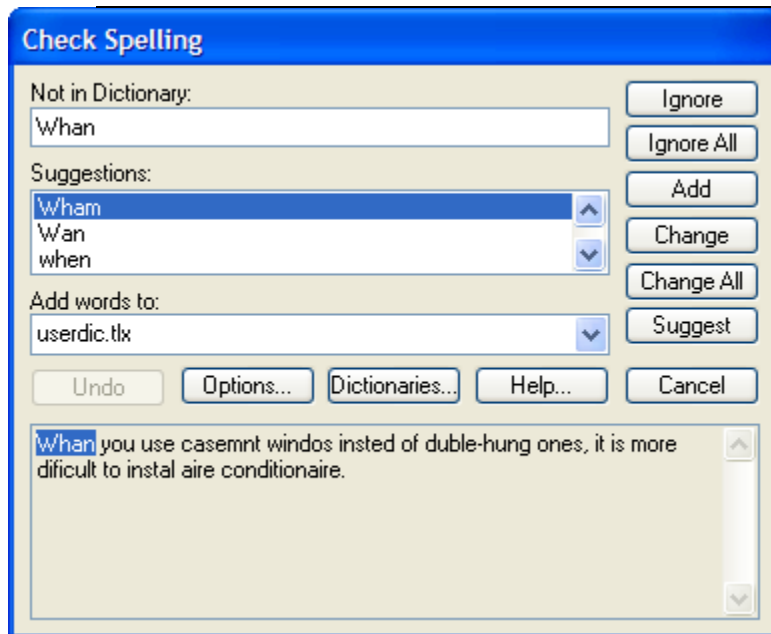 Check Spelling
Not in Dictionary:
Whan
Suggestions:
Wham
Wan
when
Add words to:
userdic.tlx
Ignore
Ignore All
Add
Change
Change All
Suggest
Undo
Options...
Dictionaries...
Help...
Cancel
Whan you use casemnt windos insted of duble-hung ones, it is more
dificult to instal aire conditionaire.